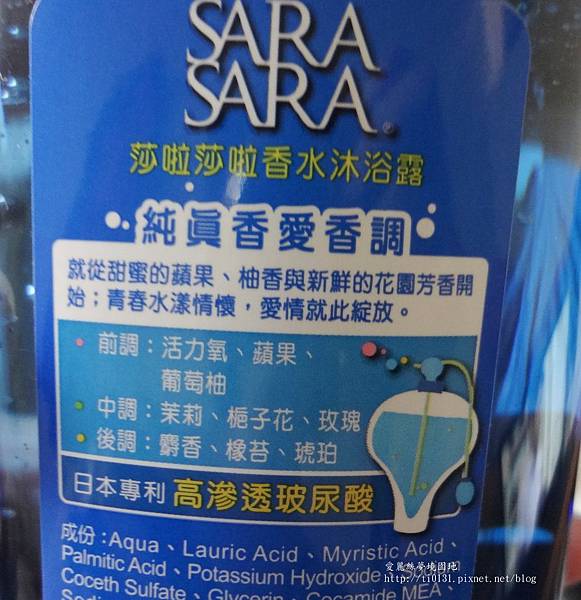 SARA
SARA®
莎啦莎啦香水沐浴露
純真香愛香調
就從甜蜜的蘋果、柚香與新鮮的花園芳香開
始；青春水漾情懷，愛情就此綻放。
前調：活力氧、蘋果、
葡萄柚
中調：茉莉、梔子花、玫瑰
後調：麝香、橡苔、琥珀
日本專利 高滲透玻尿酸
成份：Aqua、Lauric Acid、Myristic Acid、
Palmitic Acid、Potassium Hydroxide、
Coceth Sulfate、Glycerin、Cocamide MEA、
愛麗絲夢境園地
http://ti0131.pixnet.net/blog